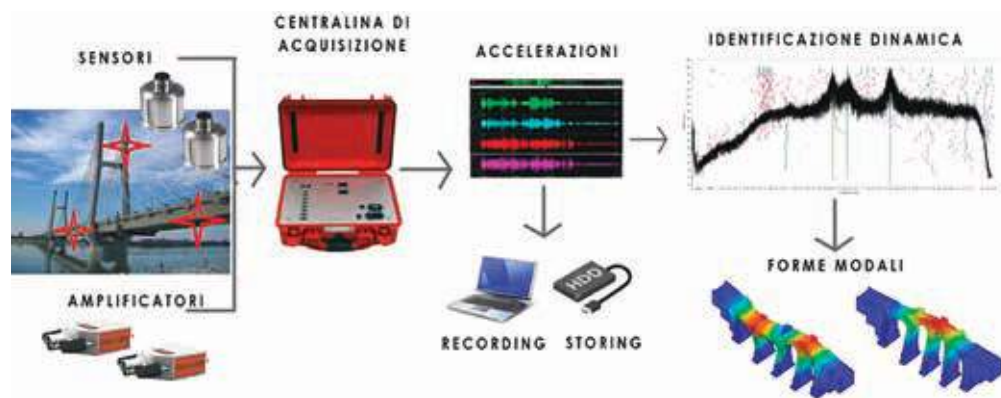 SENSORI
CENTRALINA DI
ACQUISIZIONE
ACCELERAZIONI
IDENTIFICAZIONE DINAMICA
AMPLIFICATORI
HDD
RECORDING
STORING
FORME MODALI